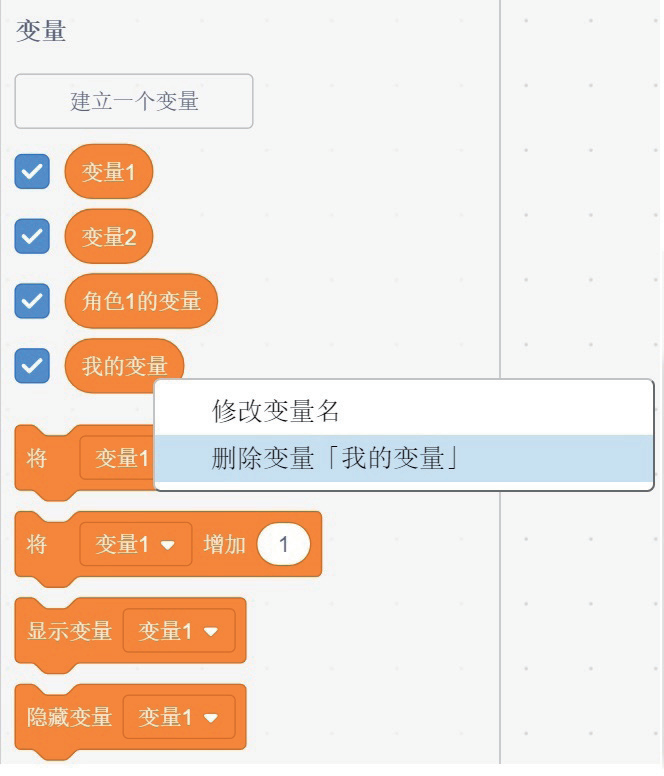 变量
建立一个变量
变量1
变量2
角色1的变量
我的变量
修改变量名
删除变量「我的变量」
将 变量1
将 变量1 增加 1
显示变量 变量1
隐藏变量 变量1